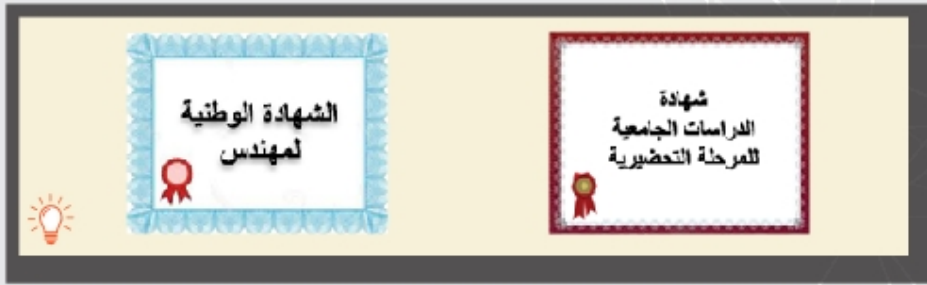 شهادة
الدراسات الجامعية
للمرحلة التحضيرية
الشهادة الوطنية
لمهندس